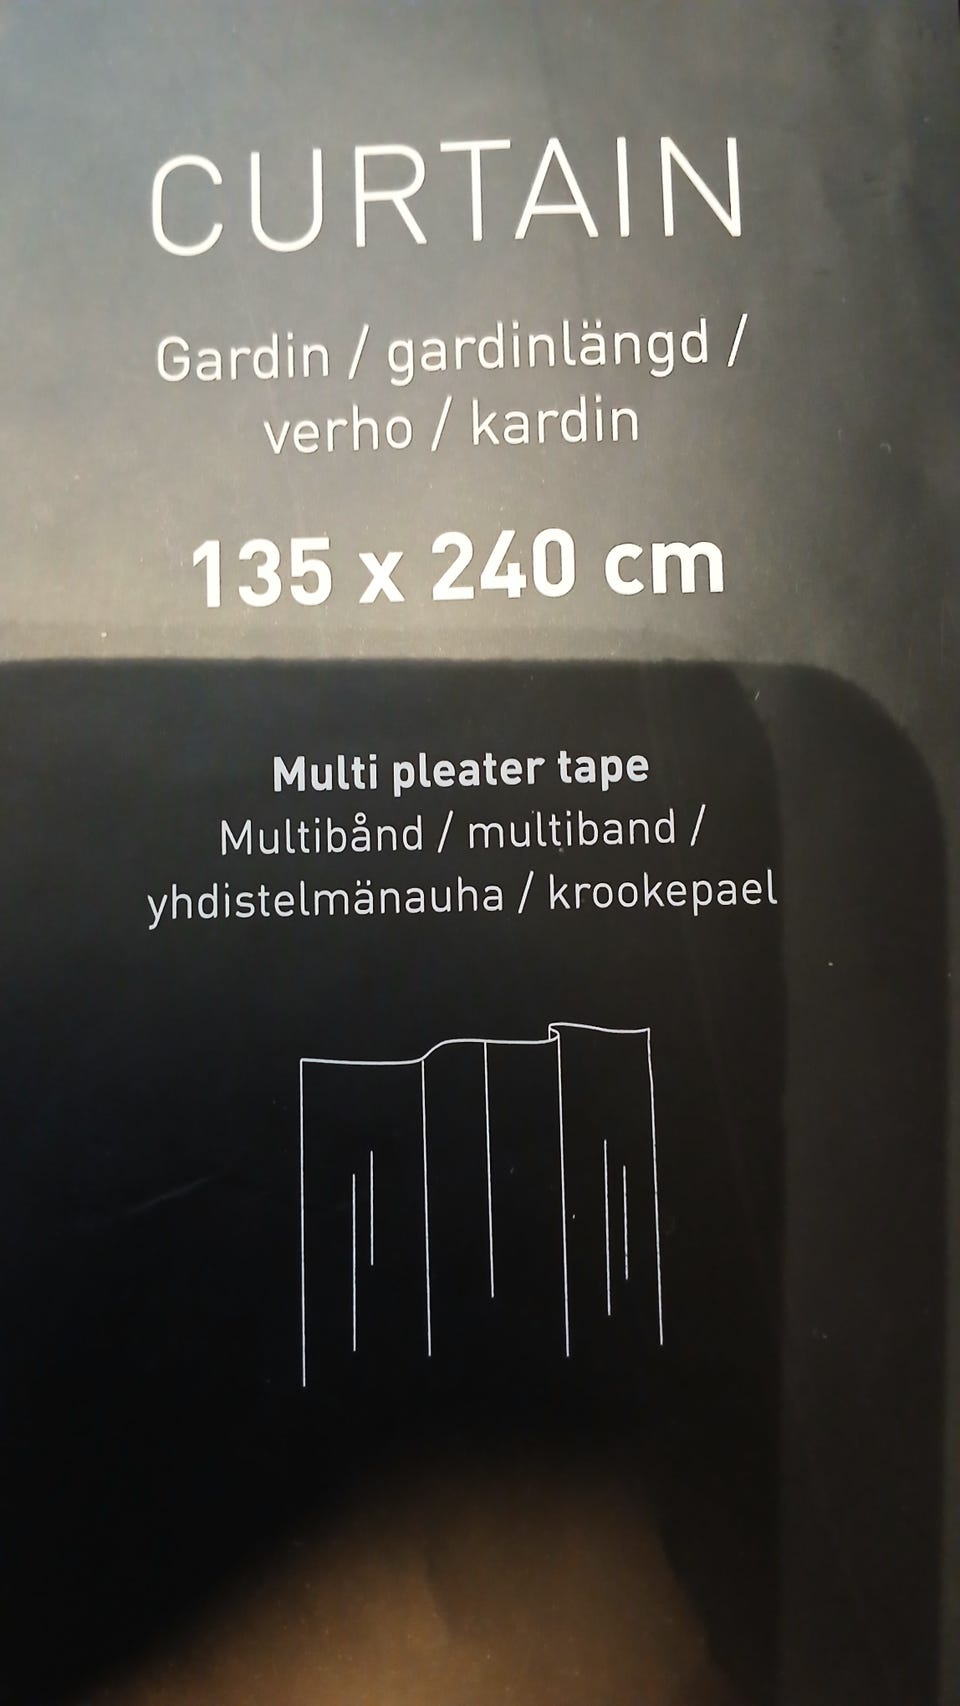 CURTAIN
Gardin / gardinlängd /
verho / kardin
135 x 240 cm
Multi pleater tape
Multibånd / multiband /
yhdistelmänauha / krookepael